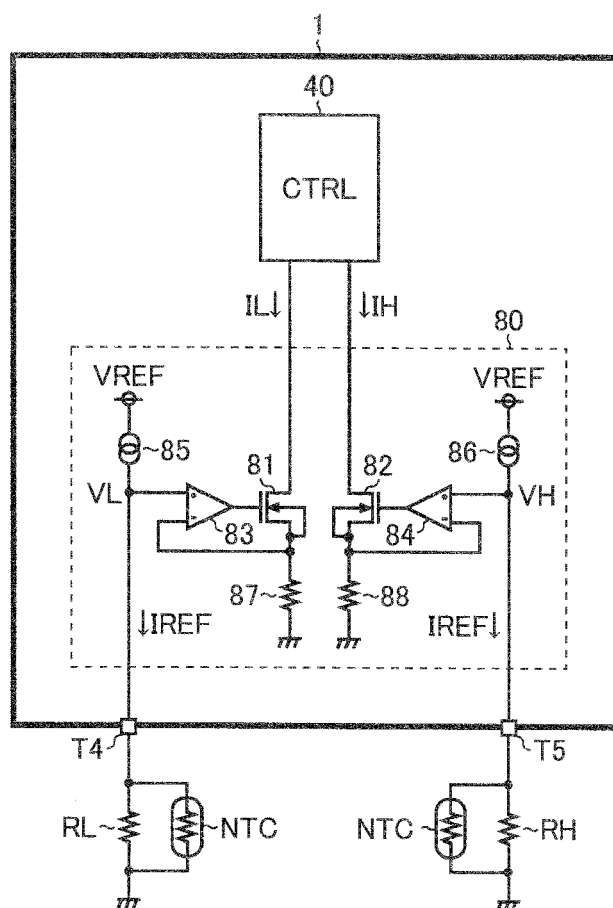 1
40
CTRL
IL↓ ↓IH
80
VREF VREF
85 81 82 86
VL VH
83 84
87 88
↓IREF IREF↓
T4 T5
RL NTC NTC RH